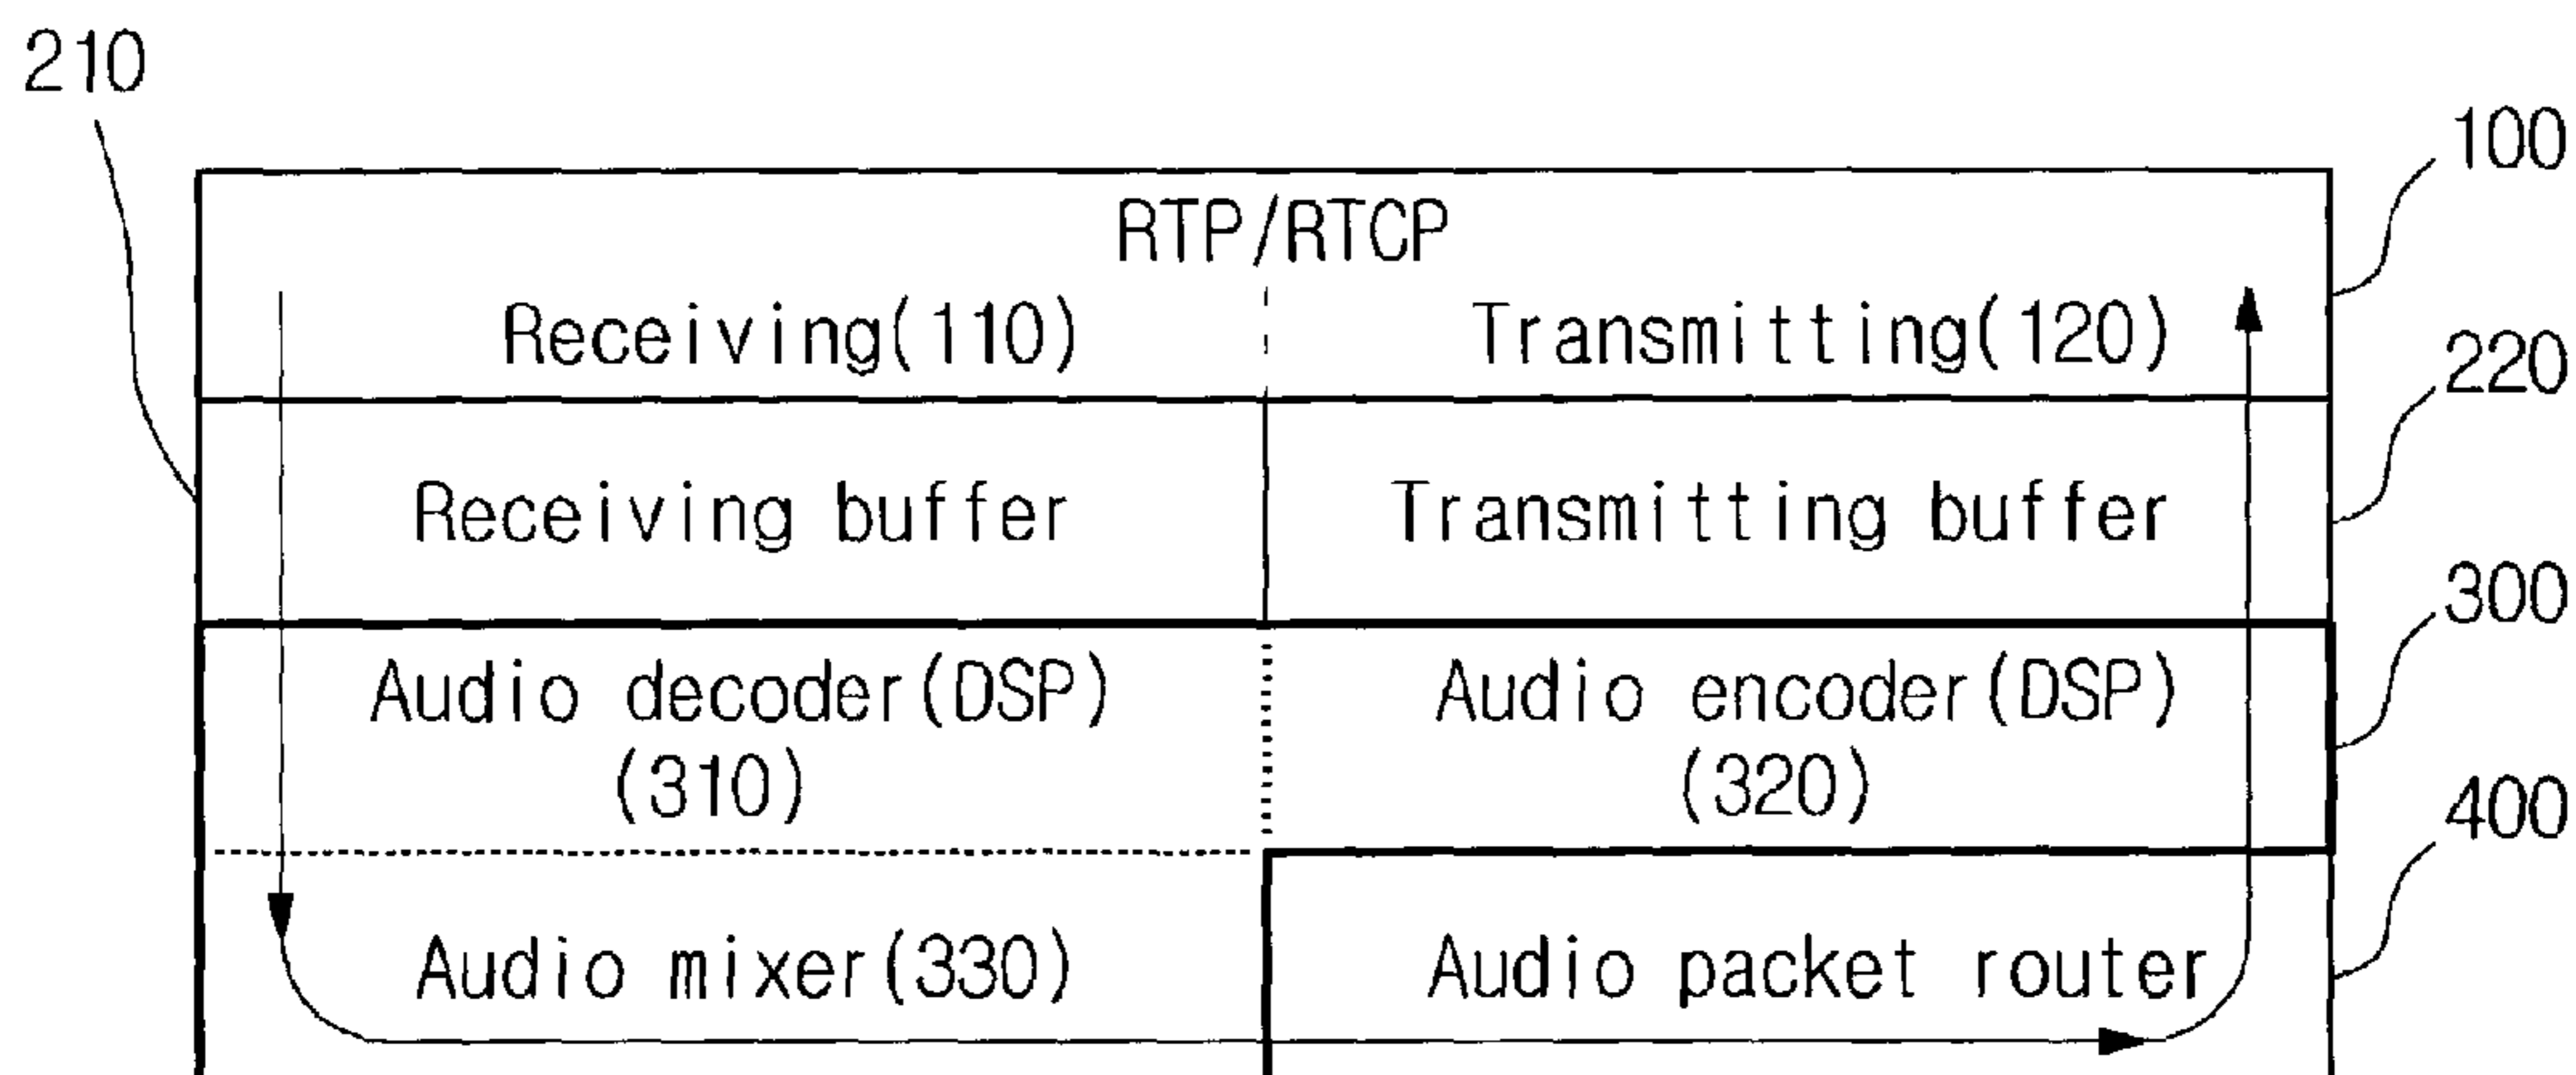 210
100
RTP/RTCP
Receiving(110)
Transmitting(120)
220
Receiving buffer
Transmitting buffer
300
Audio decoder(DSP)
(310)
Audio encoder(DSP)
(320)
400
Audio mixer(330)
Audio packet router